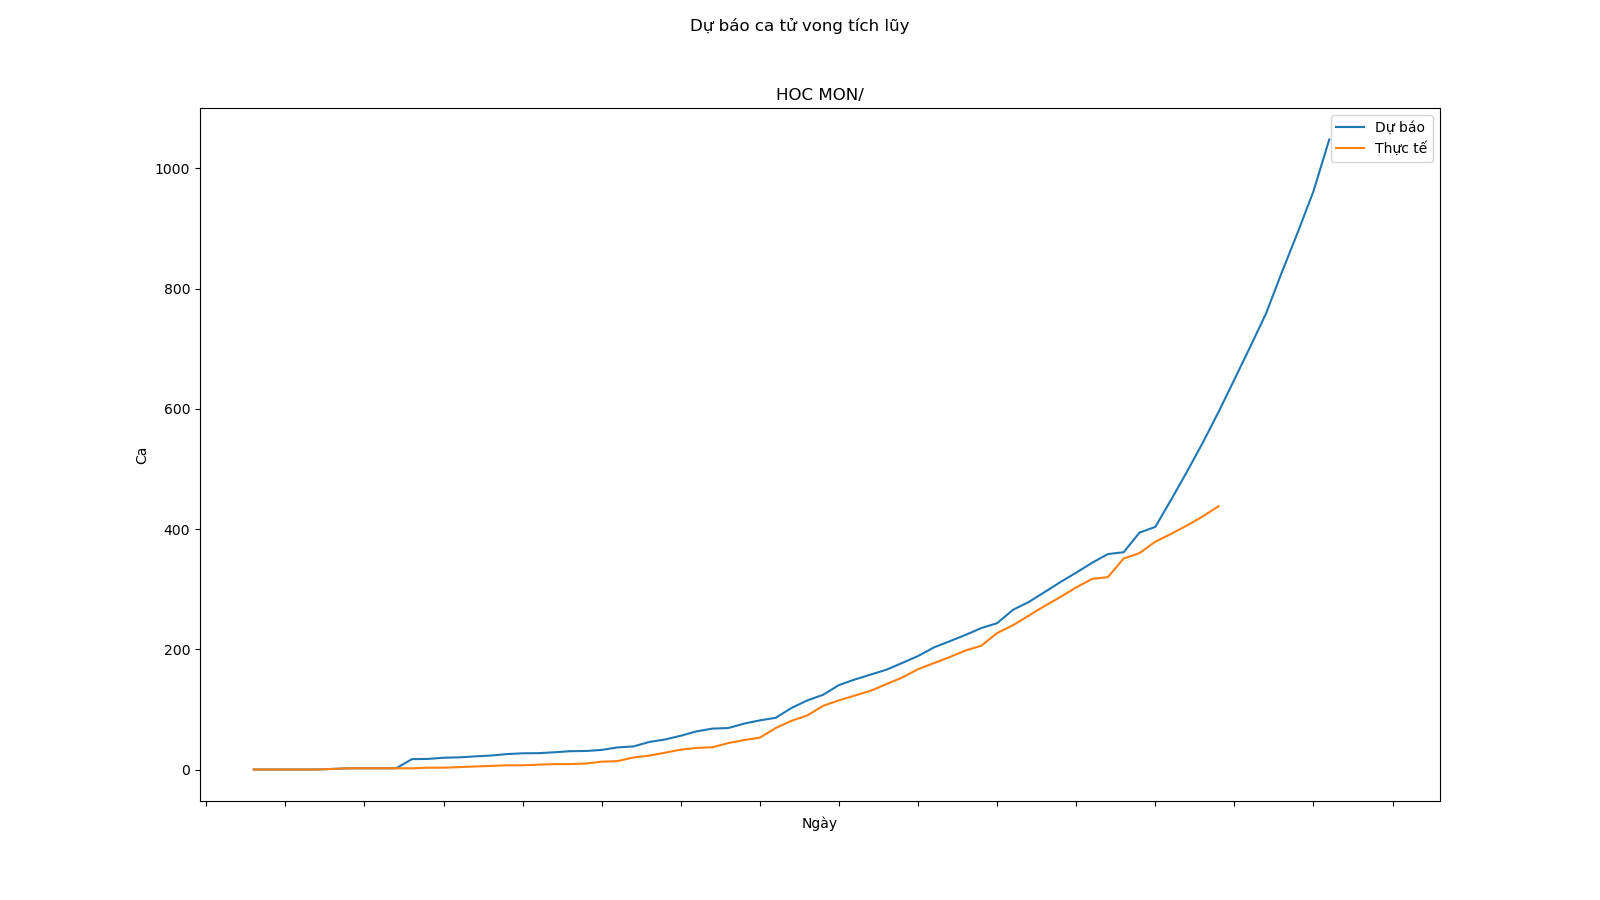 Dự báo ca tử vong tích lũy
HOC MON/
Dự báo
Thực tế
1000
800
600
400
200
0
Ca
Ngày